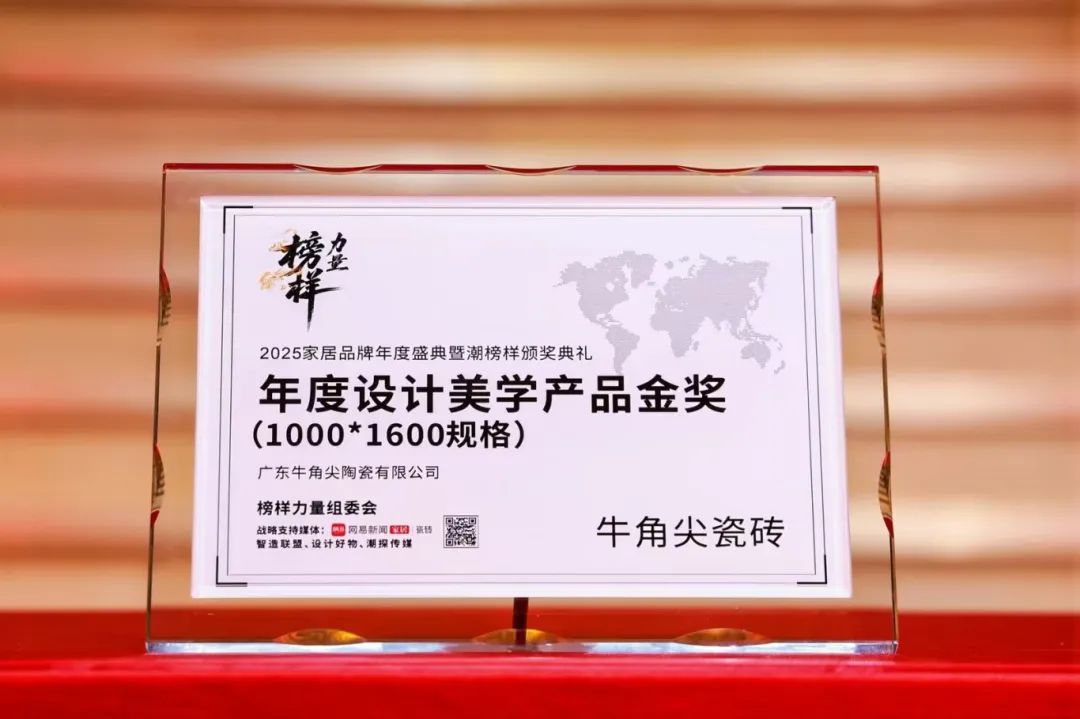 榜样力量
2025家居品牌年度盛典暨潮榜样颁奖典礼
年度设计美学产品金奖
(1000*1600规格)
广东牛角尖陶瓷有限公司
榜样力量组委会
战略支持媒体: 网易 网易新闻 家居 瓷砖
智造联盟、设计好物、潮探传媒
牛角尖瓷砖